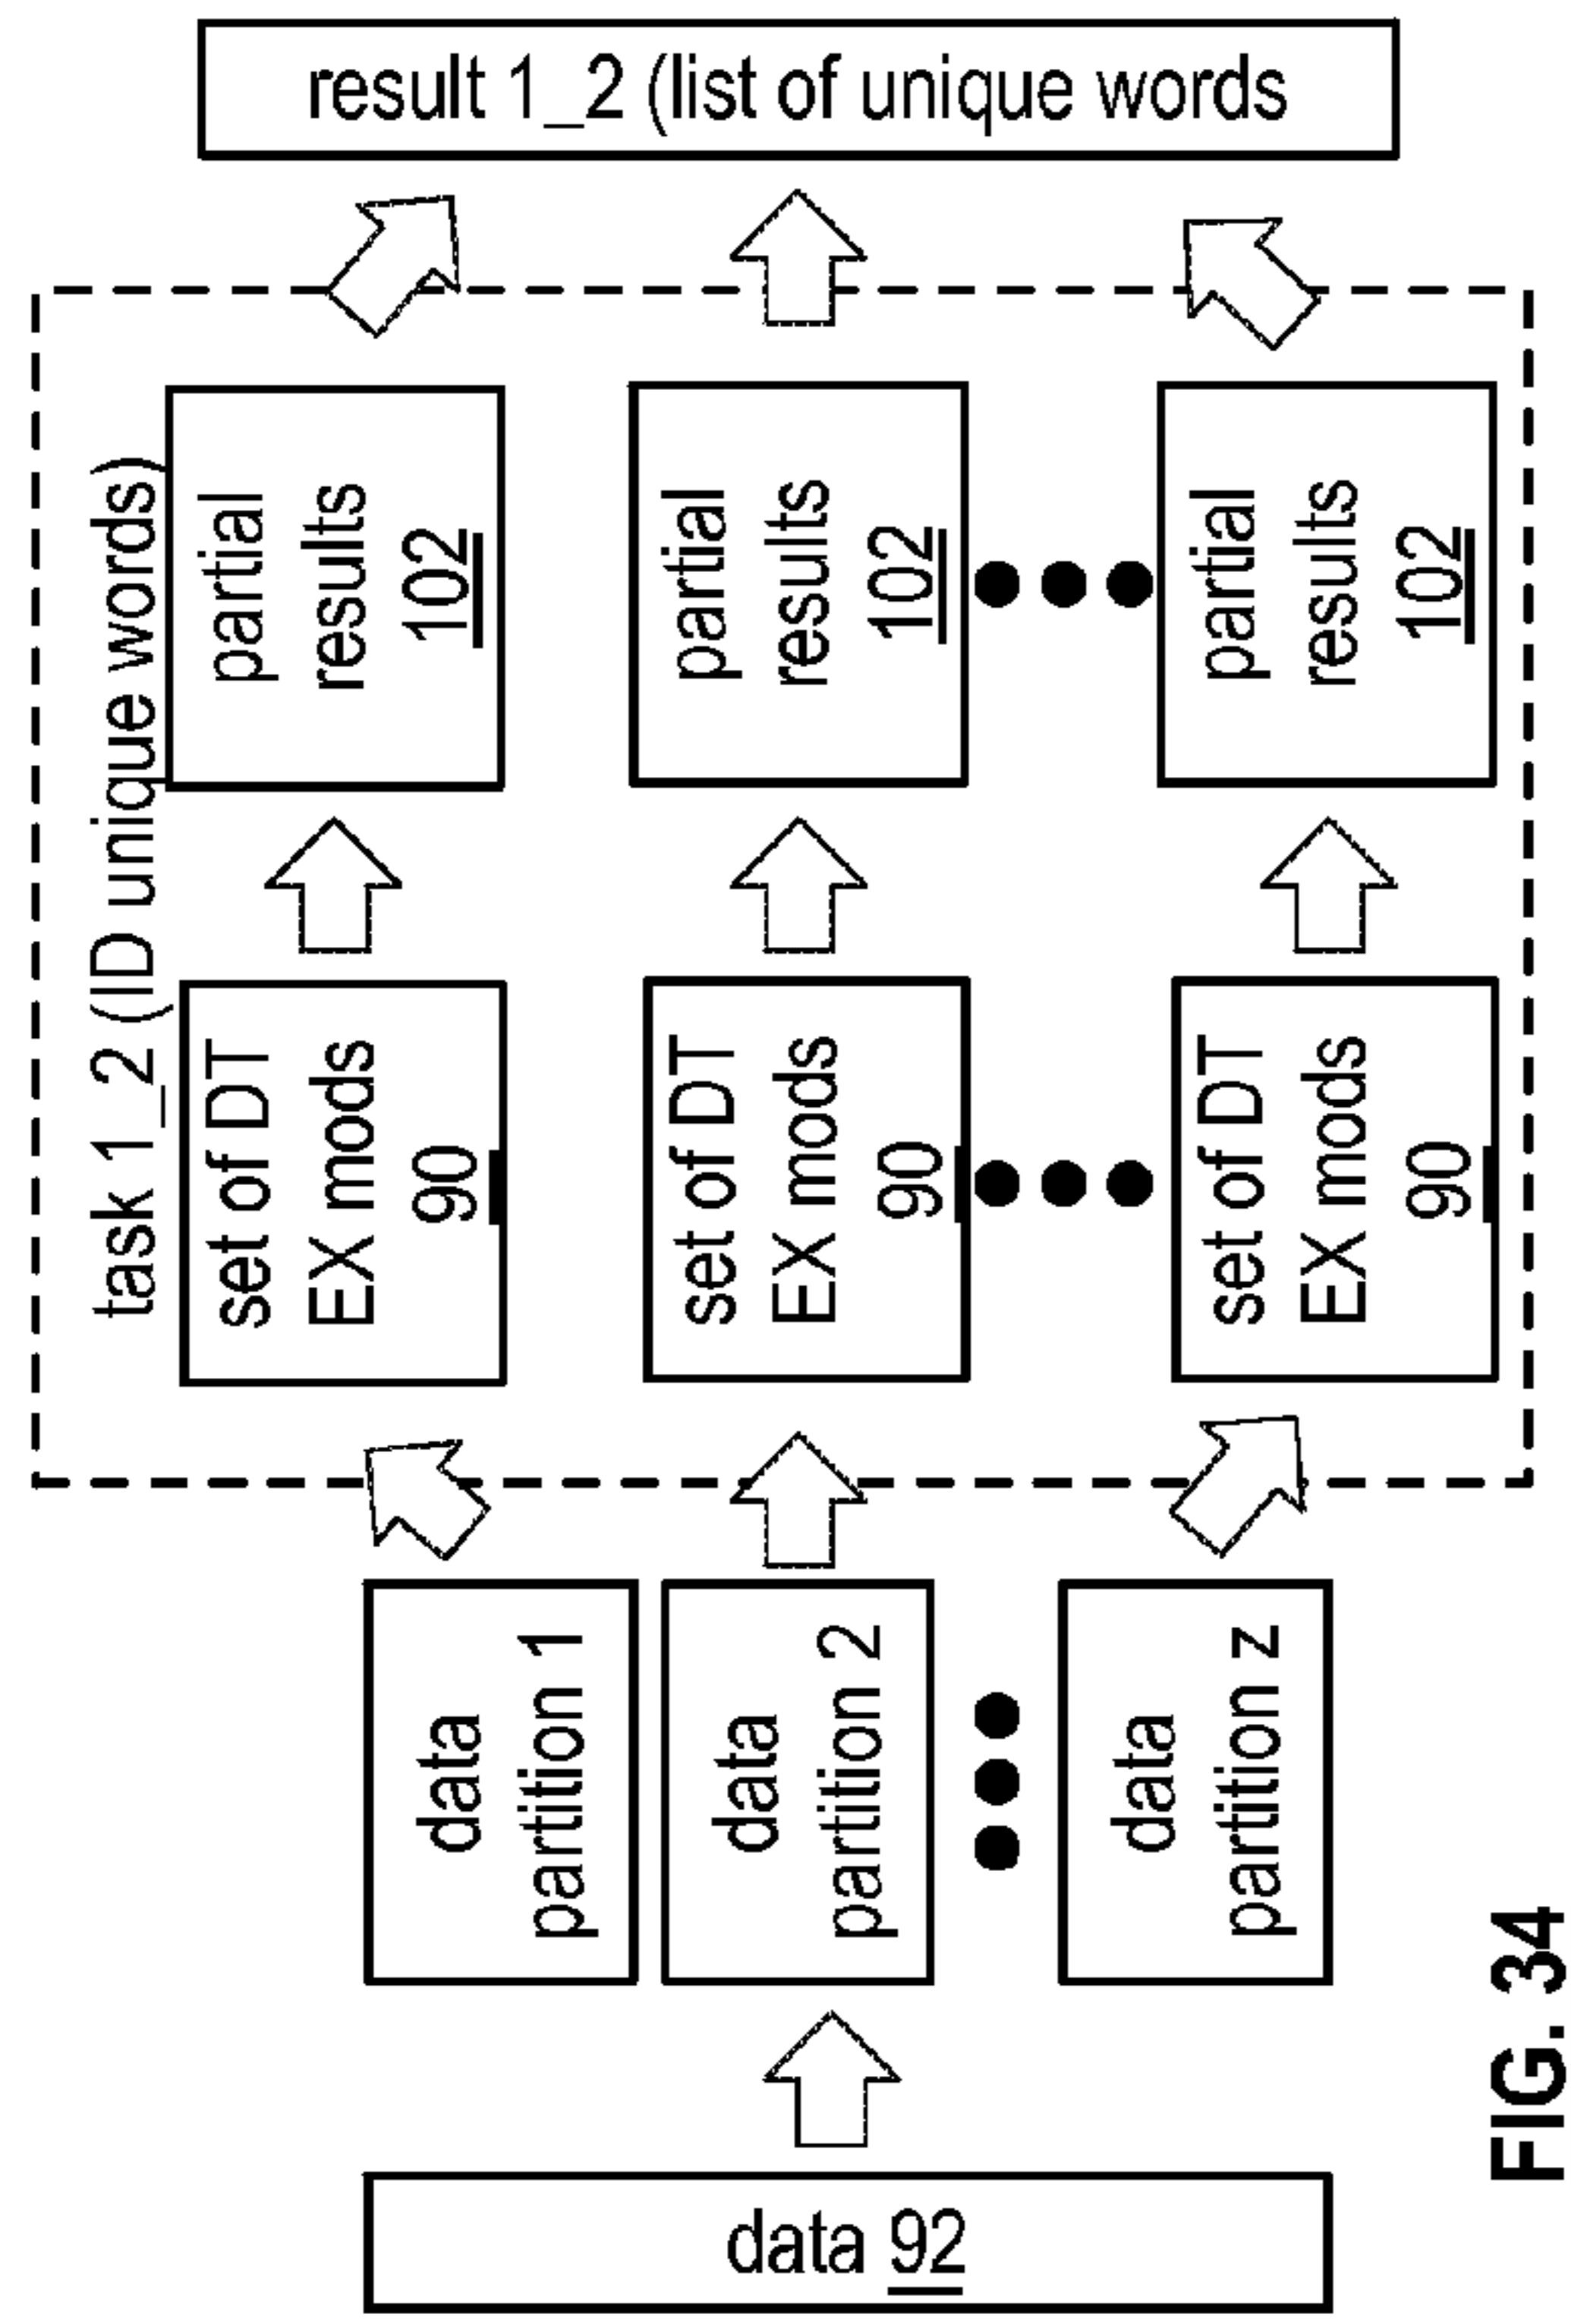 task 1_2 (ID unique words)
data 92
data
partition 1
data
partition 2
data
partition z
set of DT
EX mods
90
set of DT
EX mods
90
set of DT
EX mods
90
partial
results
102
partial
results
102
partial
results
102
result 1_2 (list of unique words
FIG. 34